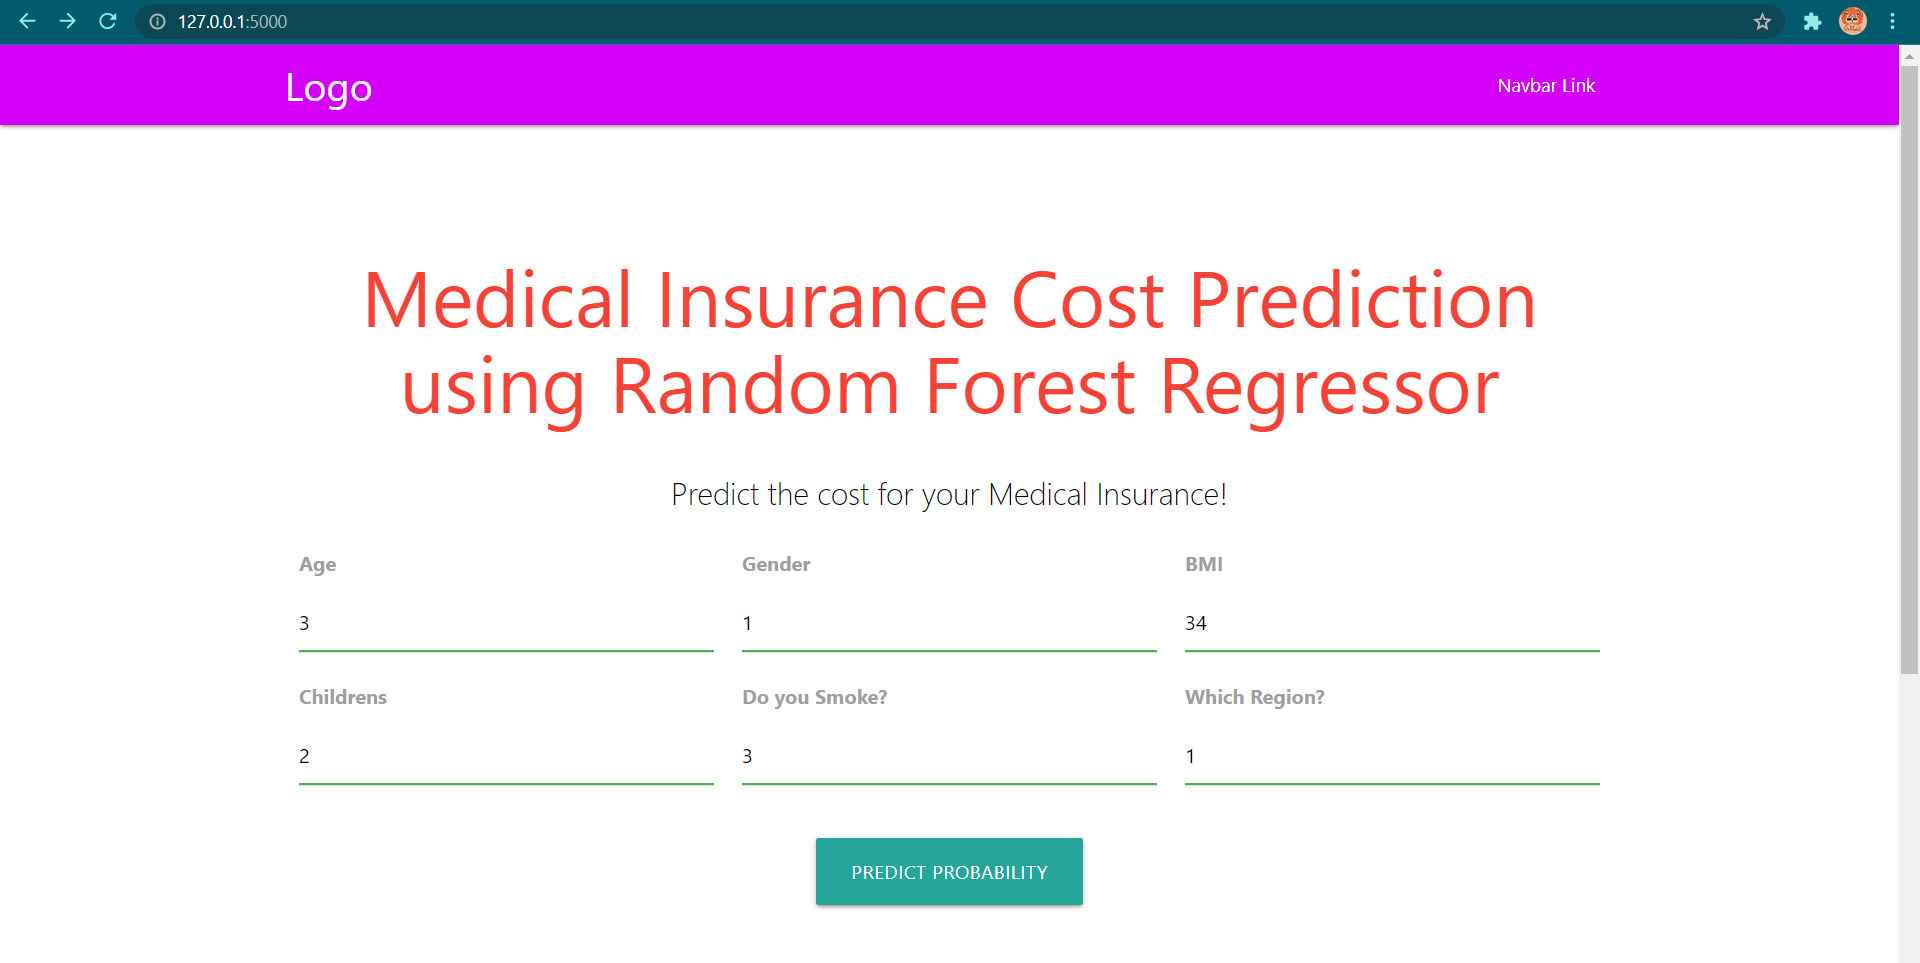 127.0.0.1:5000
Logo
Navbar Link
Medical Insurance Cost Prediction
using Random Forest Regressor
Predict the cost for your Medical Insurance!
Age
Gender
BMI
3
1
34
Childrens
Do you Smoke?
Which Region?
2
3
1
PREDICT PROBABILITY